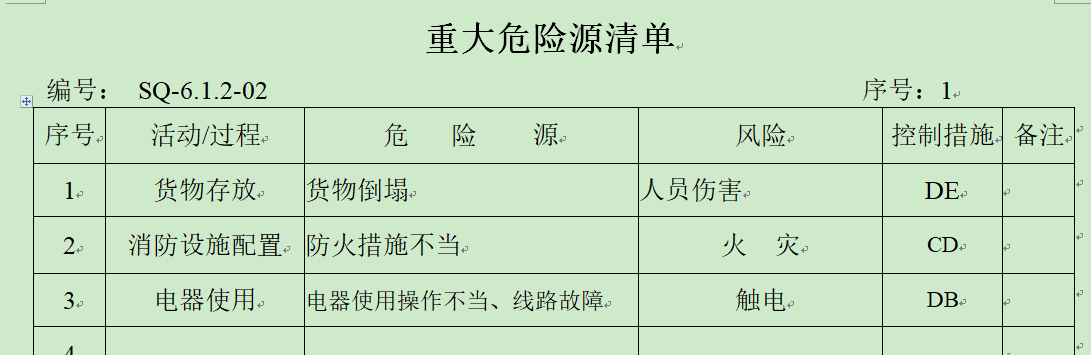 重大危险源清单
编号： SQ-6.1.2-02 序号：1
序号 活动/过程 危 险 源 风险 控制措施 备注
1 货物存放 货物倒塌 人员伤害 DE
2 消防设施配置 防火措施不当 火 灾 CD
3 电器使用 电器使用操作不当、线路故障 触电 DB
4